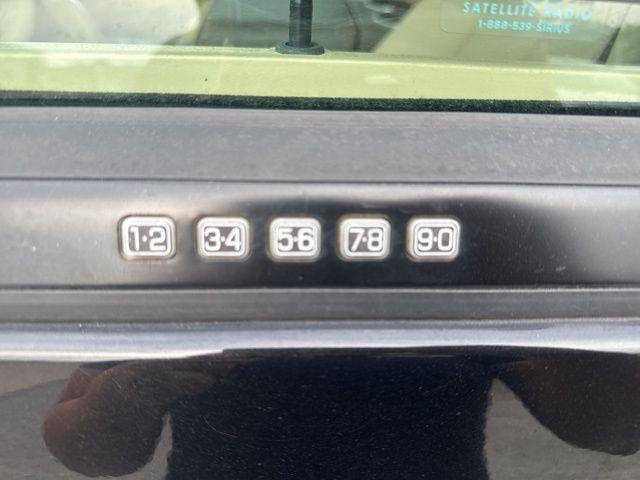 SATELLITE RADIO
1-888-539-SIRIUS
1·2 3·4 5·6 7·8 9·0